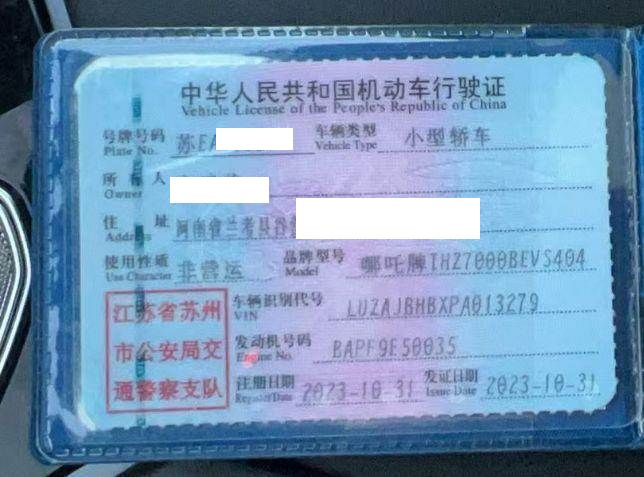 中华人民共和国机动车行驶证
Vehicle License of the People's Republic of China
号牌号码 苏EA 车辆类型 小型轿车
Plate No. Vehicle Type
所 人
Owner
住 址 河南省兰考县
Address
使用性质 非营运 品牌型号 哪吒牌THZ7000BEVS404
Use Character Model
江苏省苏州 车辆识别代号 LUZAJBHBXPA013279
VIN
市公安局交 发动机号码 BAPF9E50035
Engine No.
通警察支队 注册日期 2023-10-31 发证日期 2023-10-31
Register Date Issue Date